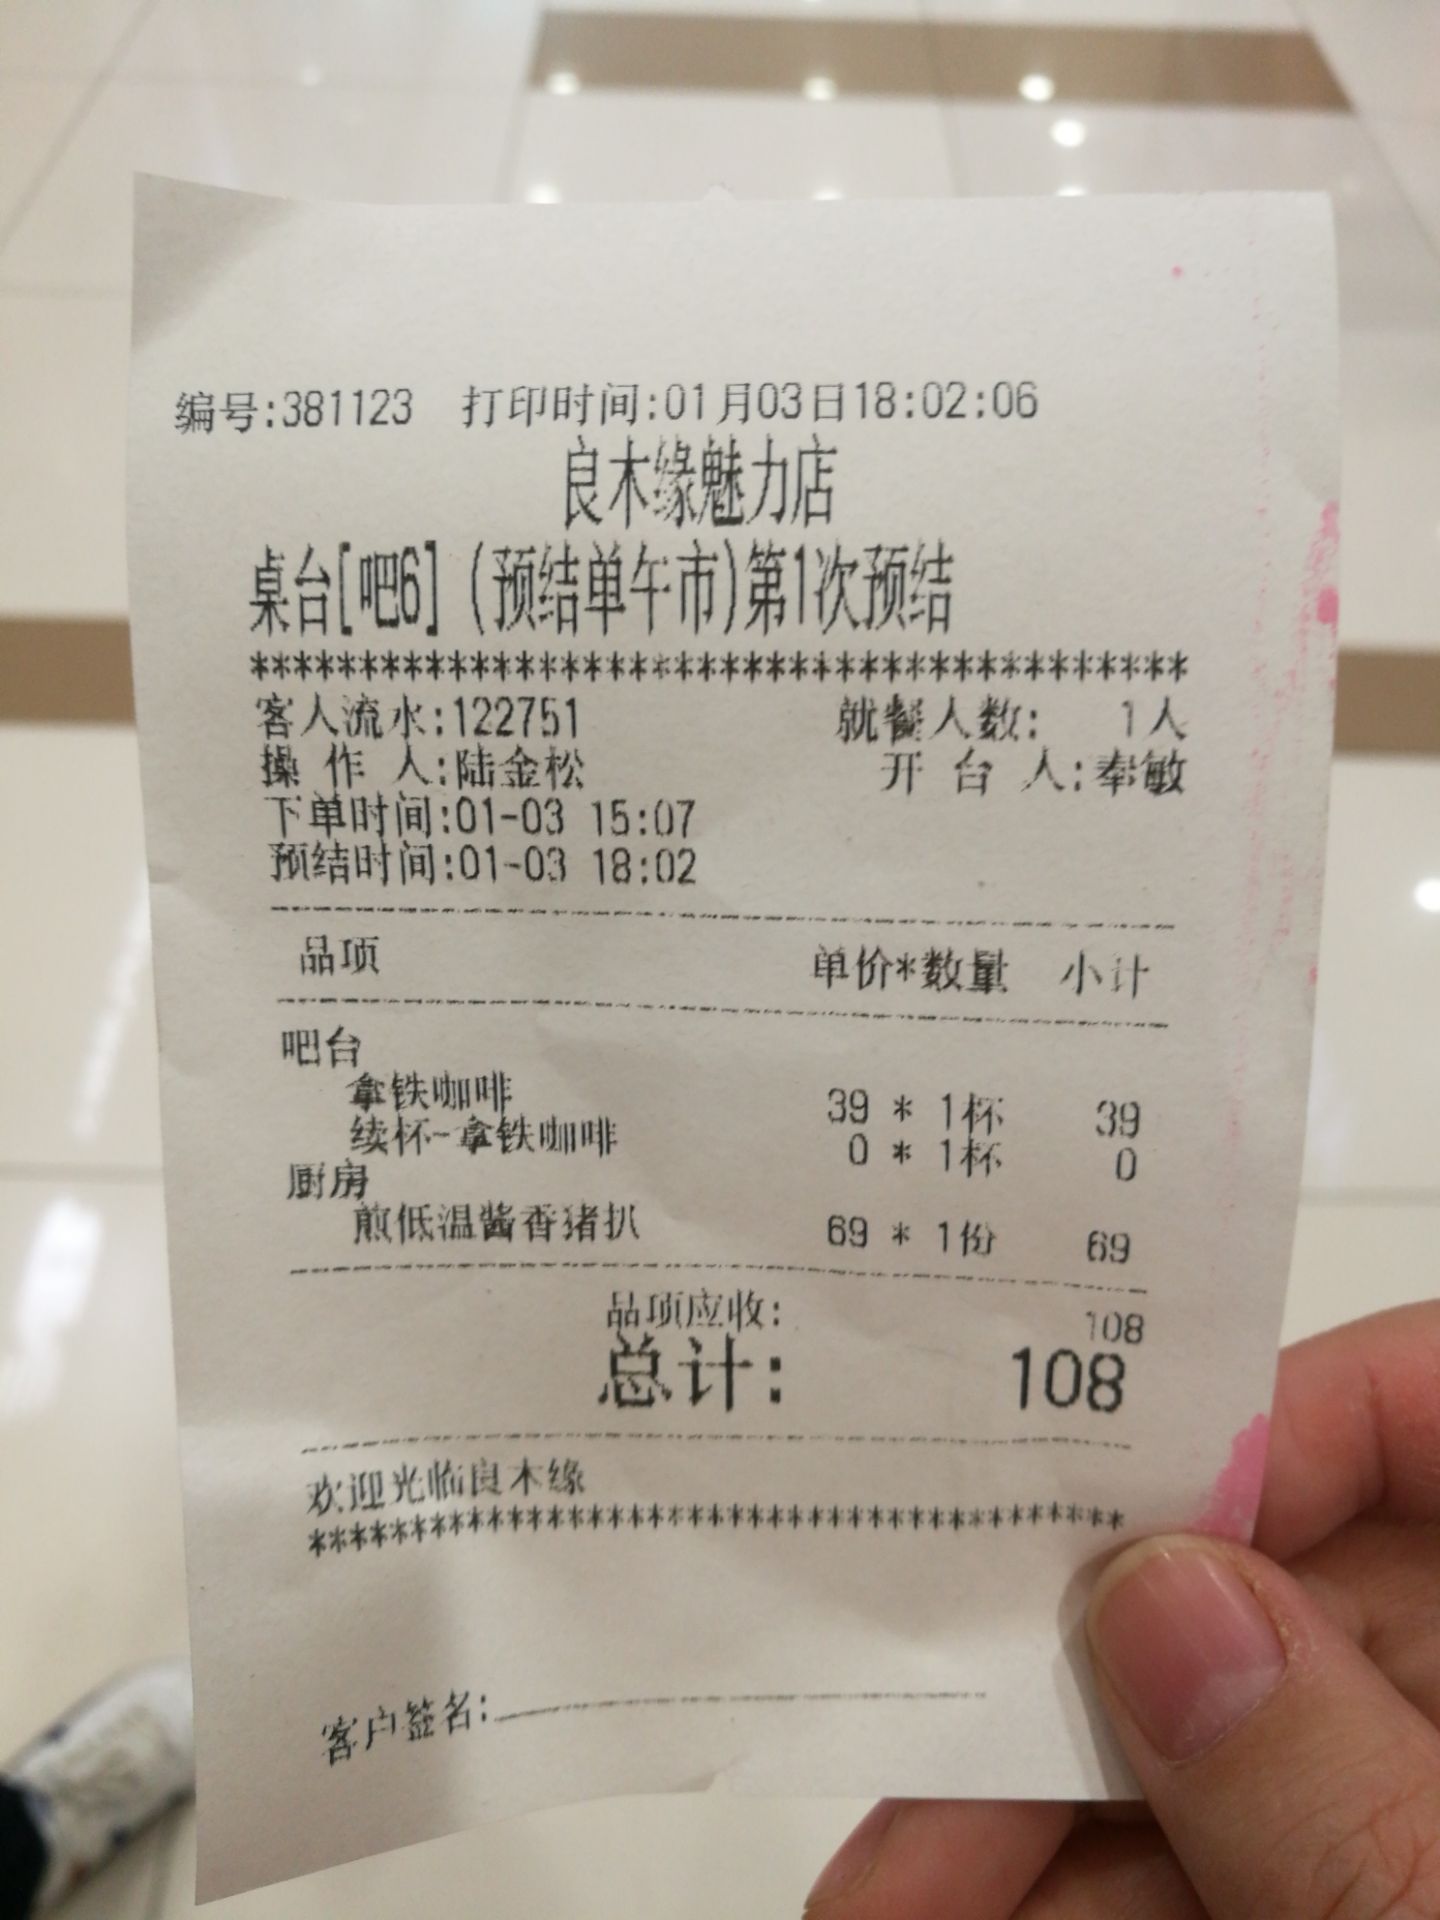 编号:381123 打印时间:01月03日18:02:06
良木缘魅力店
桌台[吧6] (预结单午市)第1次预结
******************************************
客人流水:122751 就餐人数: 1人
操 作 人:陆金松 开 台 人:奉敏
下单时间:01-03 15:07
预结时间:01-03 18:02
品项 单价*数量 小计
吧台
拿铁咖啡 39 * 1杯 39
续杯-拿铁咖啡 0 * 1杯 0
厨房
煎低温酱香猪扒 69 * 1份 69
品项应收: 108
总计: 108
欢迎光临良木缘
******************************************
客户签名: